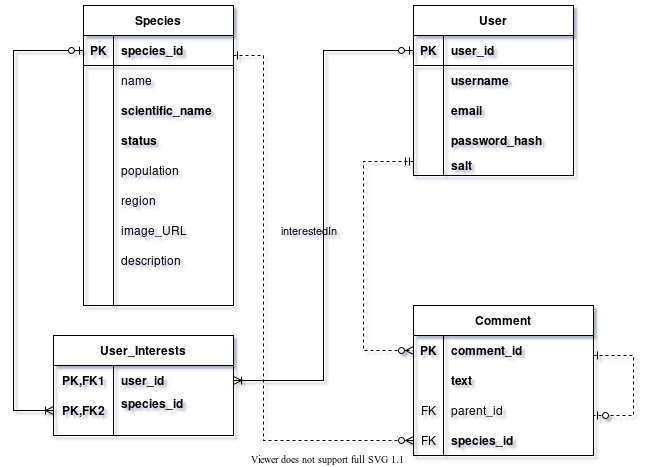 Species
PK species_id
name
scientific_name
status
population
region
image_URL
description
User
PK user_id
username
email
password_hash
salt
interestedIn
User_Interests
PK,FK1 user_id
PK,FK2 species_id
Comment
PK comment_id
text
FK parent_id
FK species_id
Viewer does not support full SVG 1.1